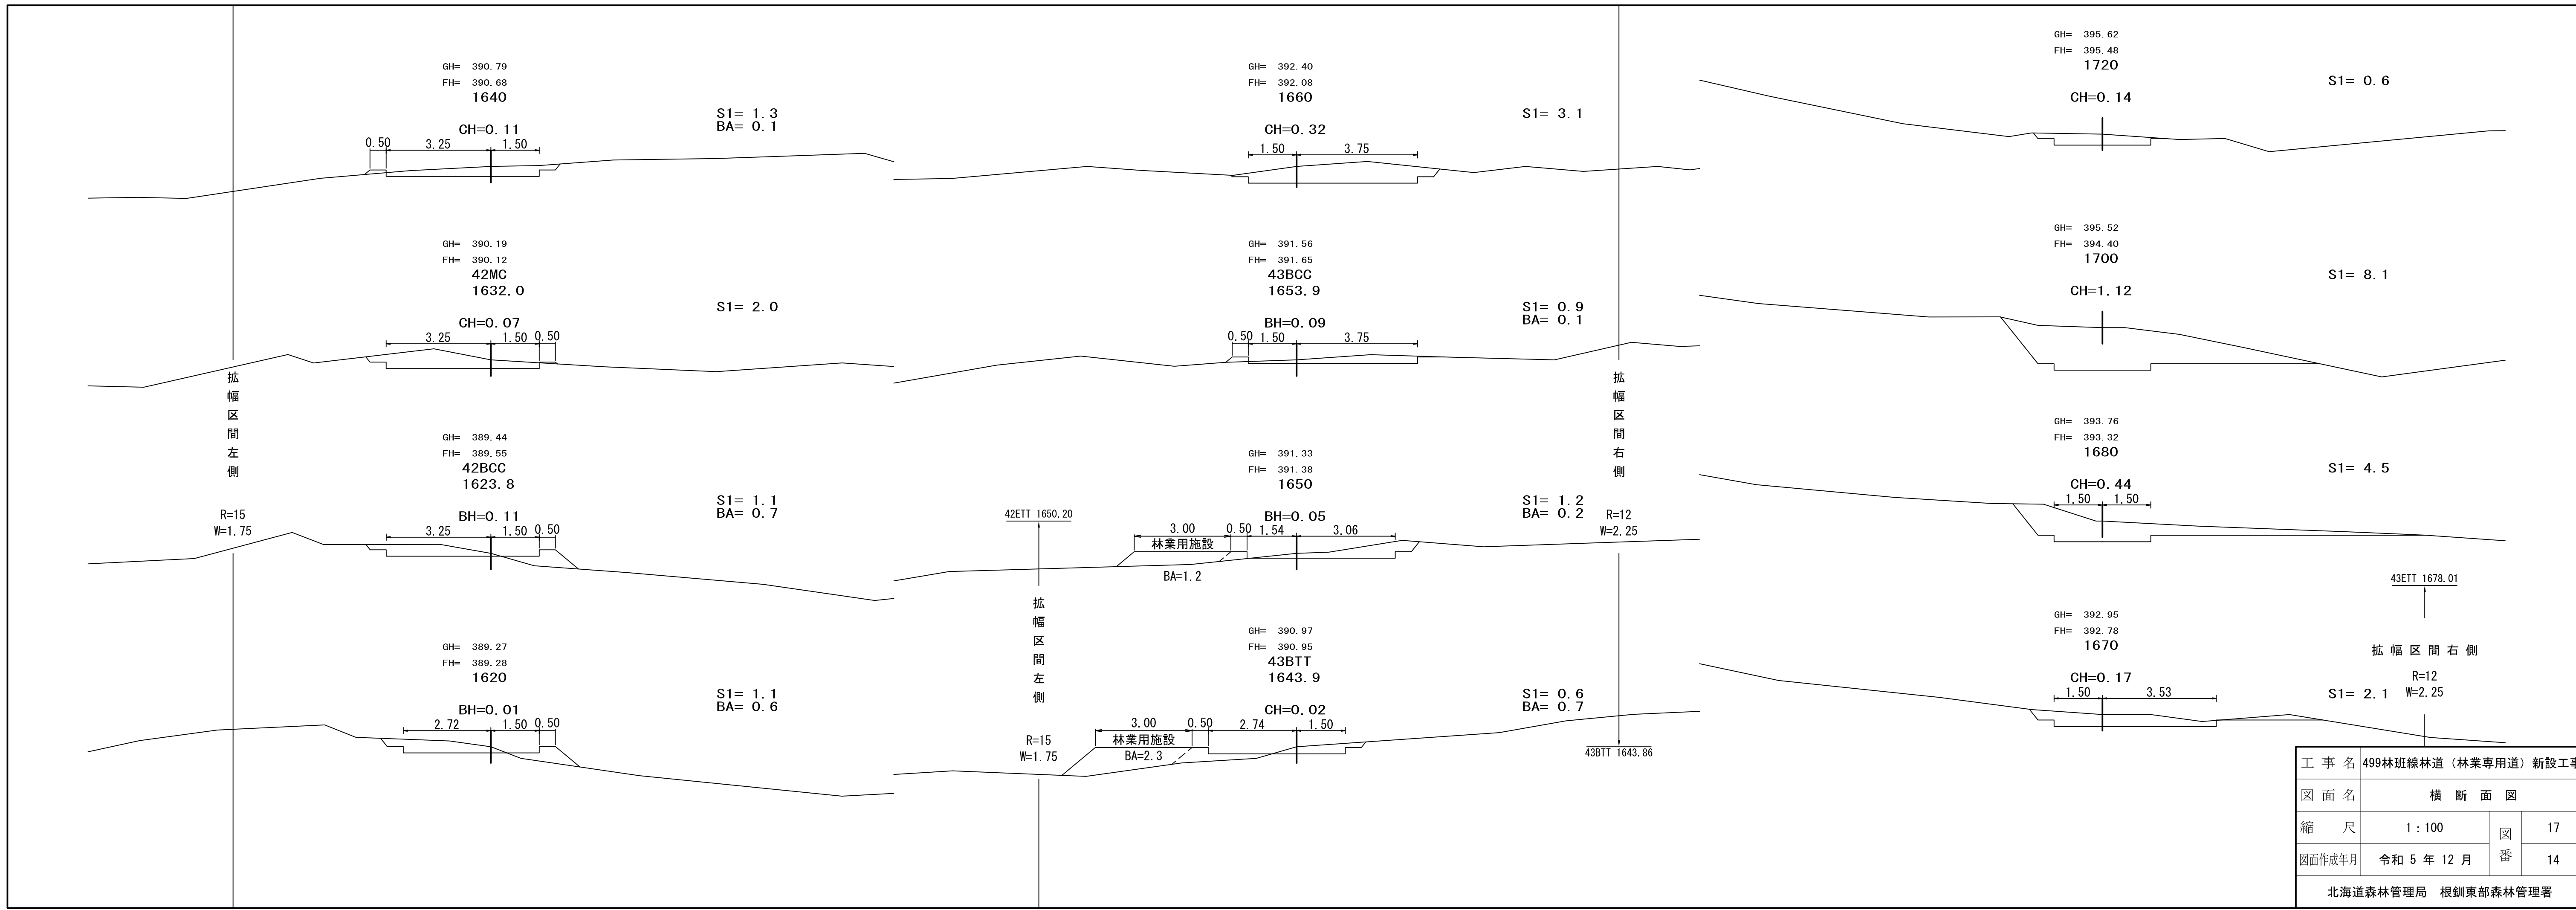 GH= 390.79
FH= 390.68
1640
CH=0.11
0.50 3.25 1.50
S1= 1.3
BA= 0.1
GH= 390.19
FH= 390.12
42MC
1632.0
CH=0.07
3.25 1.50 0.50
S1= 2.0
拡幅区間左側
R=15
W=1.75
GH= 389.44
FH= 389.55
42BCC
1623.8
BH=0.11
3.25 1.50 0.50
S1= 1.1
BA= 0.7
GH= 389.27
FH= 389.28
1620
BH=0.01
2.72 1.50 0.50
S1= 1.1
BA= 0.6
GH= 392.40
FH= 392.08
1660
CH=0.32
1.50 3.75
S1= 3.1
GH= 391.56
FH= 391.65
43BCC
1653.9
BH=0.09
0.50 1.50 3.75
S1= 0.9
BA= 0.1
拡幅区間右側
R=12
W=2.25
GH= 391.33
FH= 391.38
1650
BH=0.05
3.00 0.50 1.54 3.06
林業用施設
BA=1.2
S1= 1.2
BA= 0.2
42ETT 1650.20
拡幅区間左側
R=15
W=1.75
GH= 390.97
FH= 390.95
43BTT
1643.9
CH=0.02
3.00 0.50 2.74 1.50
林業用施設
BA=2.3
S1= 0.6
BA= 0.7
43BTT 1643.86
GH= 395.62
FH= 395.48
1720
CH=0.14
S1= 0.6
GH= 395.52
FH= 394.40
1700
CH=1.12
S1= 8.1
GH= 393.76
FH= 393.32
1680
CH=0.44
1.50 1.50
S1= 4.5
43ETT 1678.01
拡幅区間右側
R=12
W=2.25
GH= 392.95
FH= 392.78
1670
CH=0.17
1.50 3.53
S1= 2.1
工事名 499林班線林道（林業専用道）新設工事
図面名 横断面図
縮尺 1：100 図番 17
図面作成年月 令和 5 年 12 月 14
北海道森林管理局 根釧東部森林管理署